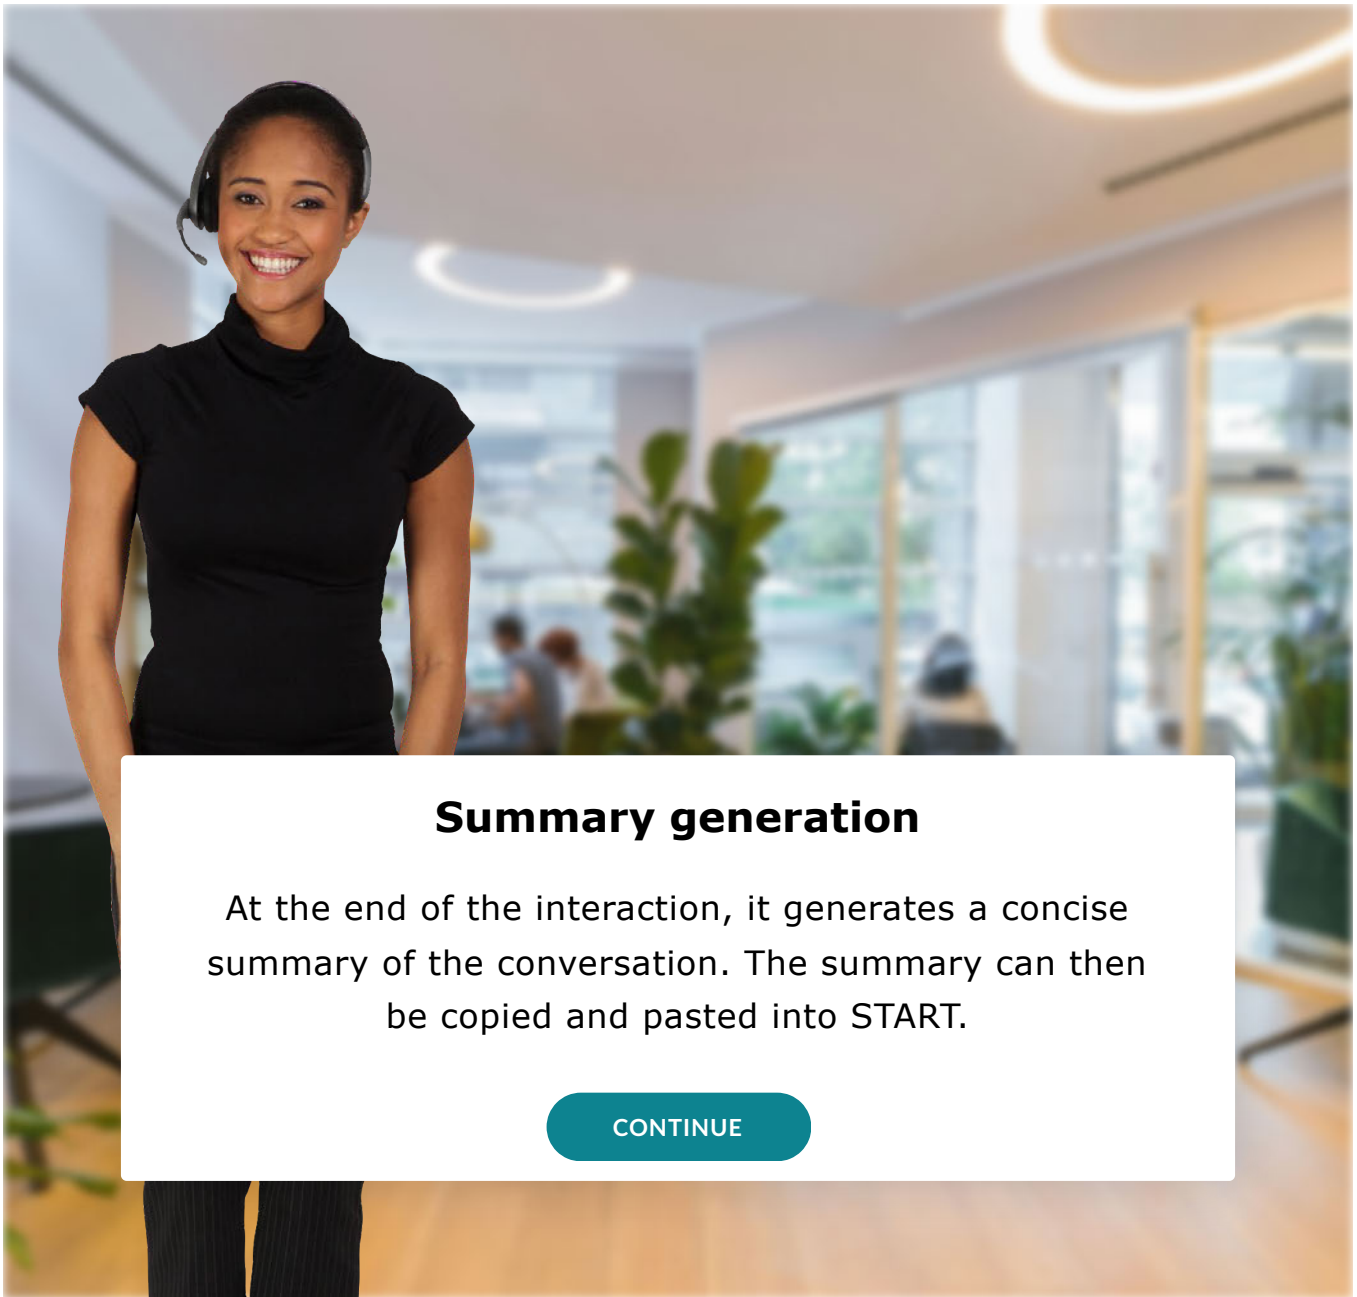 Summary generation
At the end of the interaction, it generates a concise
summary of the conversation. The summary can then
be copied and pasted into START.
CONTINUE